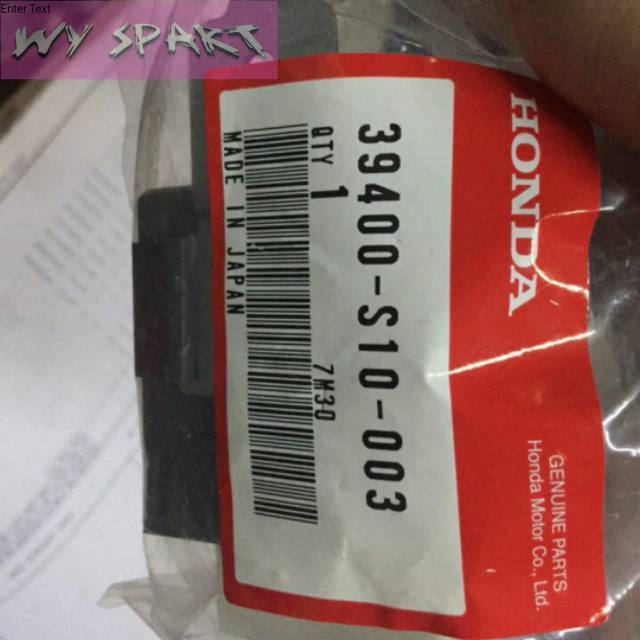 Enter Text
WY SPART
HONDA
GENUINE PARTS
Honda Motor Co., Ltd.
39400-S10-003
QTY 1 7M30
MADE IN JAPAN